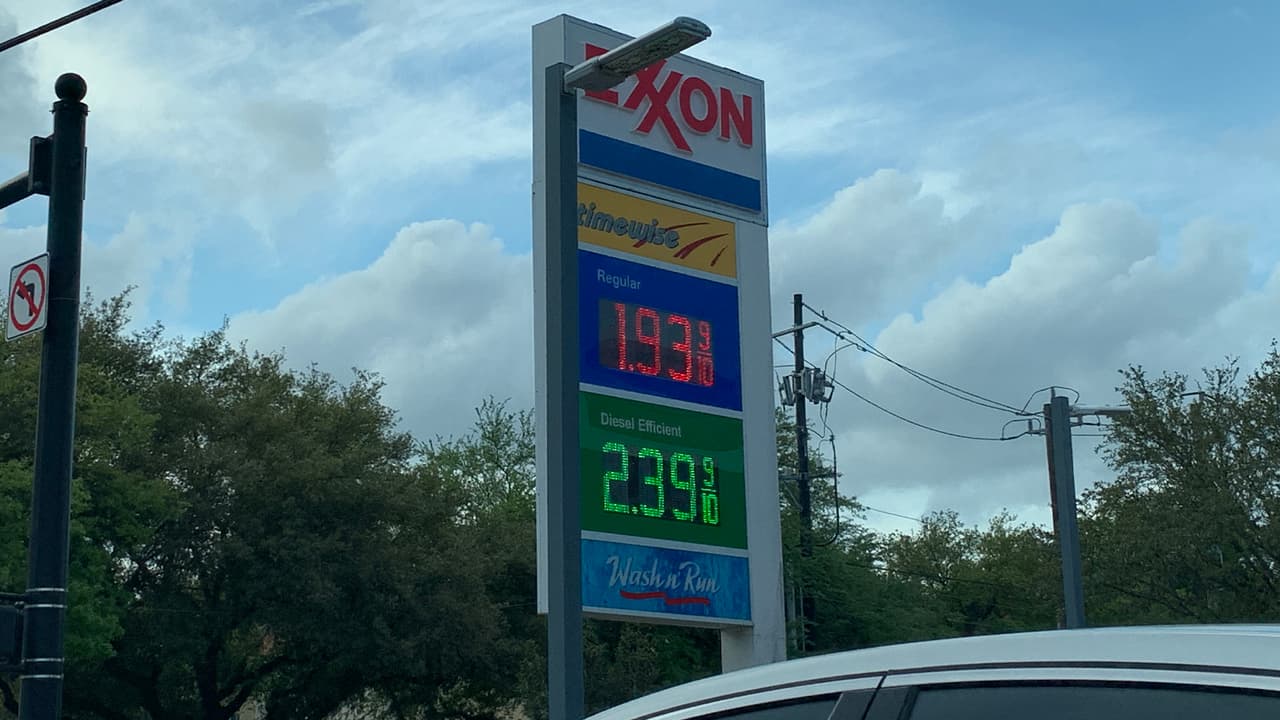 EXXON
timewise
Regular
1.93 9/10
Diesel Efficient
2.39 9/10
Wash n' Run